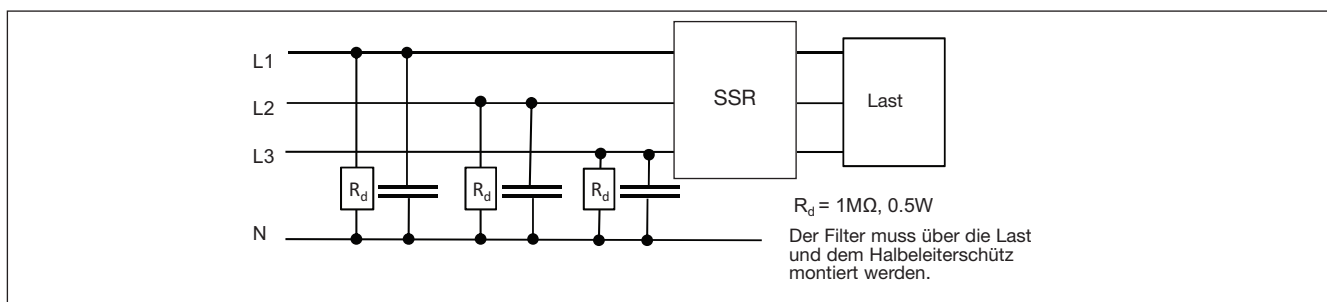 L1
L2
L3
N
SSR
Last
Rd
Rd
Rd
Rd = 1MΩ, 0.5W
Der Filter muss über die Last
und dem Halbeleiterschütz
montiert werden.